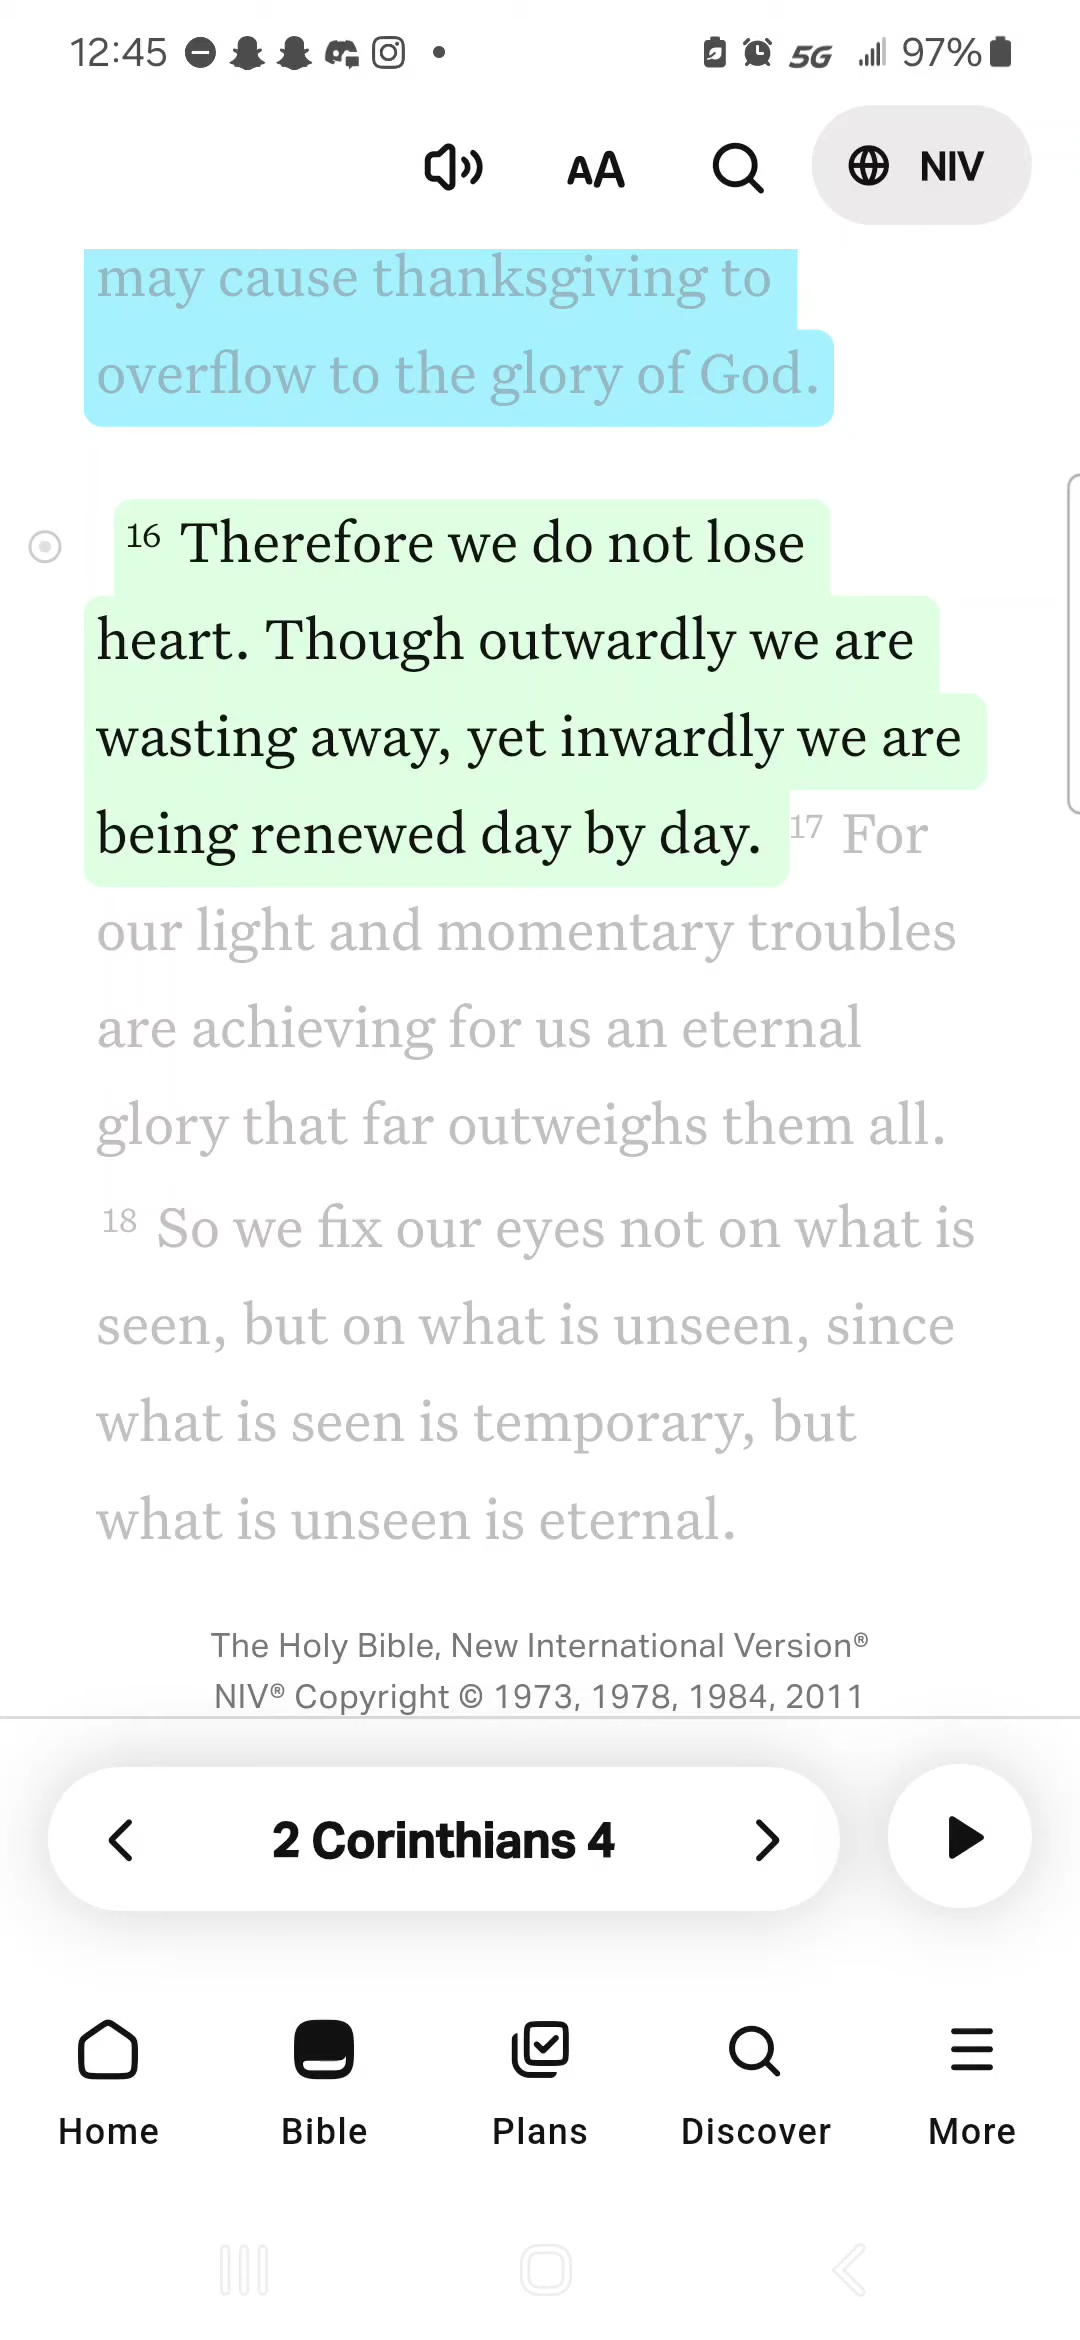 12:45
5G
97%
AA
NIV
may cause thanksgiving to
overflow to the glory of God.
16 Therefore we do not lose
heart. Though outwardly we are
wasting away, yet inwardly we are
being renewed day by day. 17 For
our light and momentary troubles
are achieving for us an eternal
glory that far outweighs them all.
18 So we fix our eyes not on what is
seen, but on what is unseen, since
what is seen is temporary, but
what is unseen is eternal.
The Holy Bible, New International Version®
NIV® Copyright © 1973, 1978, 1984, 2011
2 Corinthians 4
Home
Bible
Plans
Discover
More